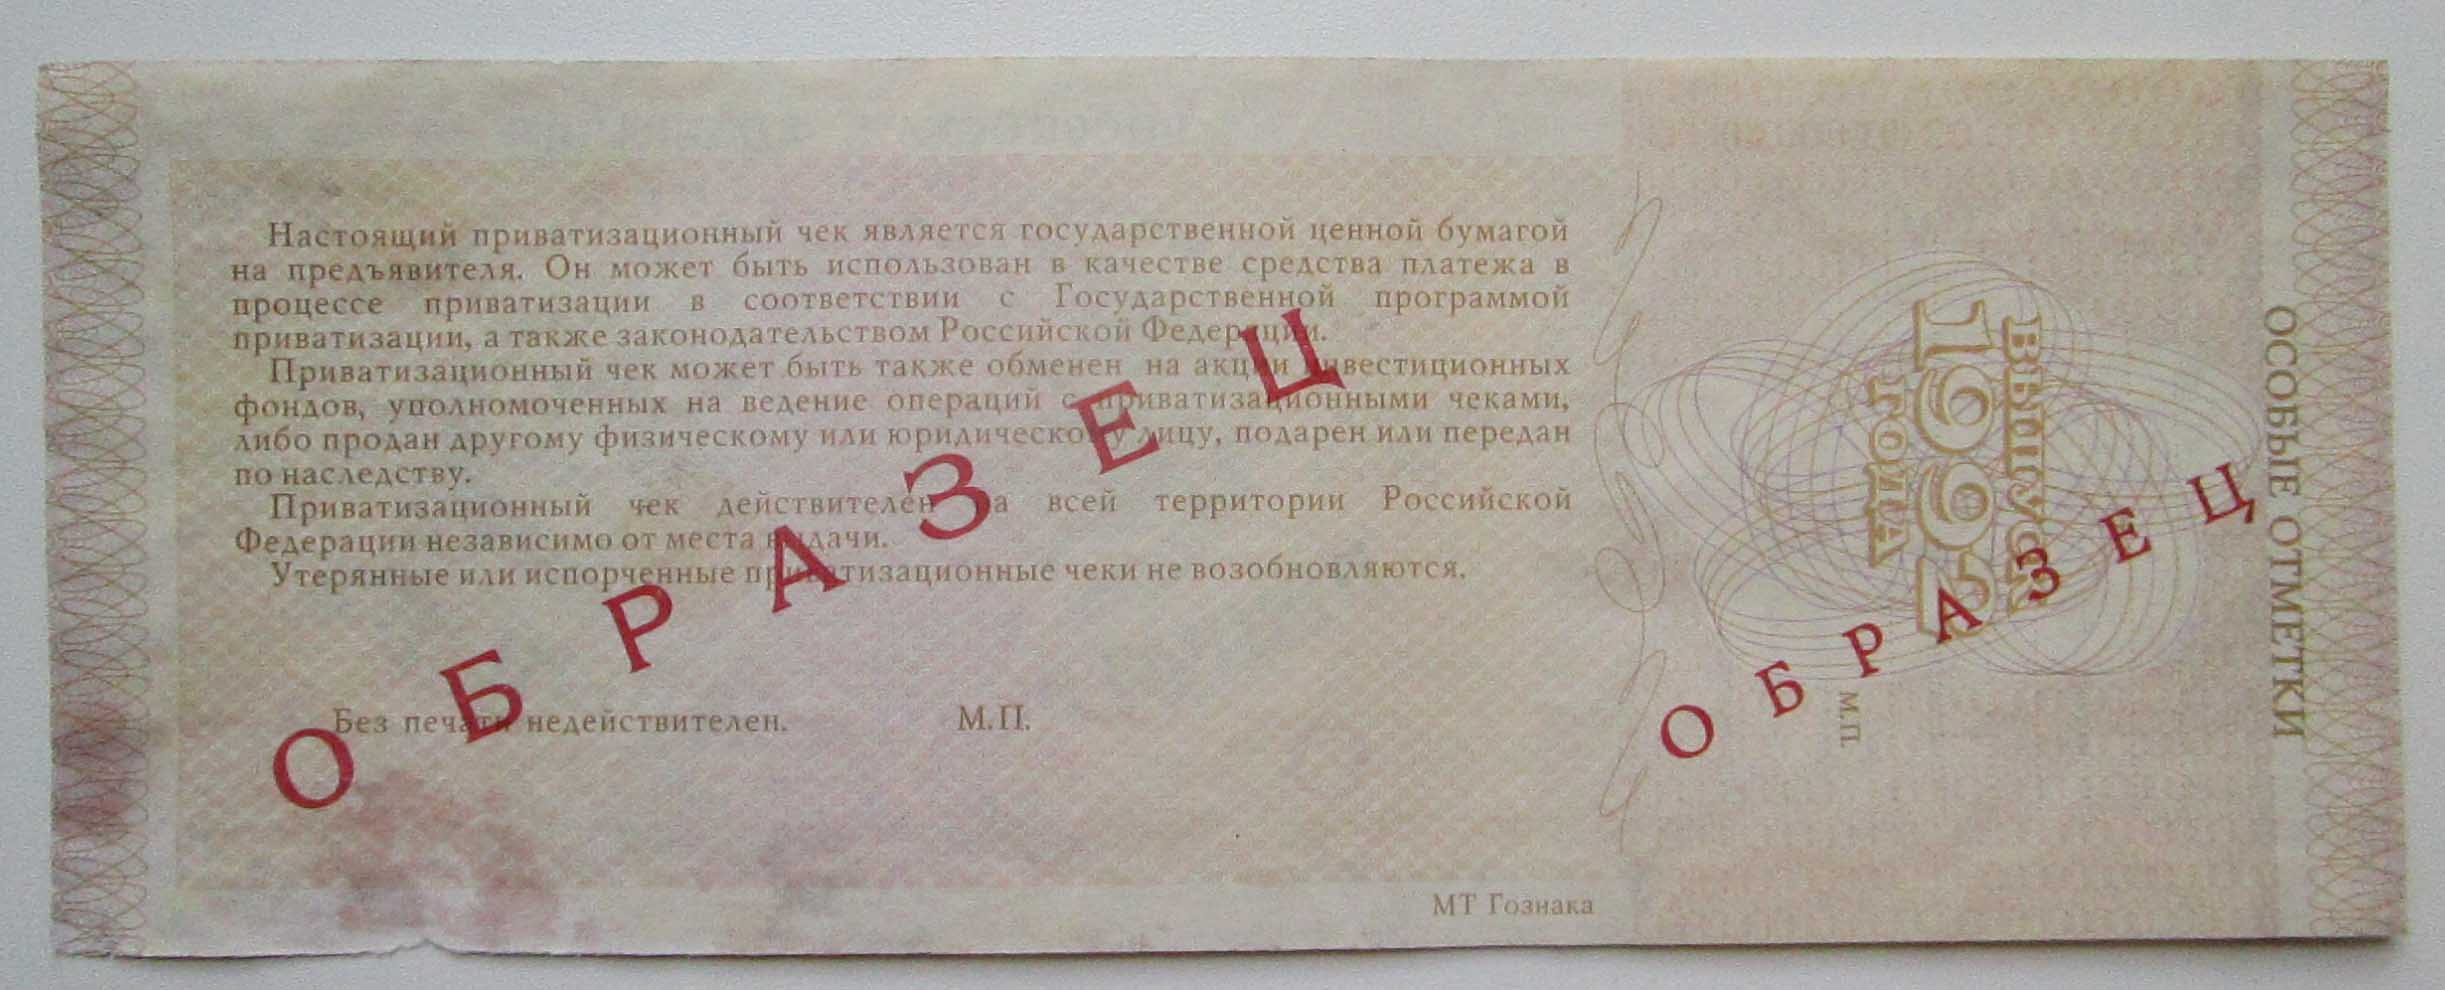 Настоящий приватизационный чек является государственной ценной бумагой
на предъявителя. Он может быть использован в качестве средства платежа в
процессе приватизации в соответствии с Государственной программой
приватизации, а также законодательством Российской Федерации.
Приватизационный чек может быть также обменен на акции инвестиционных
фондов, уполномоченных на ведение операций с приватизационными чеками,
либо продан другому физическому или юридическому лицу, подарен или передан
по наследству.
Приватизационный чек действителен на всей территории Российской
Федерации независимо от места выдачи.
Утерянные или испорченные приватизационные чеки не возобновляются.
Без печати недействителен. М.П.
ОБРАЗЕЦ
МТ Гознака
ВЫПУСК
1992
ГОДА
М.П.
ОБРАЗЕЦ
ОСОБЫЕ ОТМЕТКИ